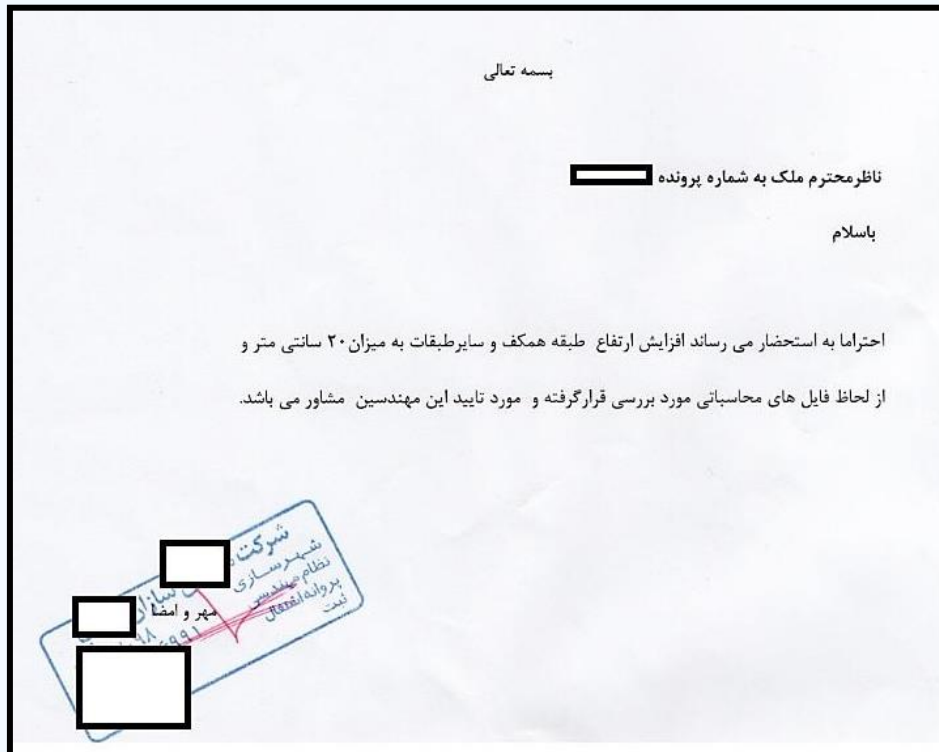 بسمه تعالی
ناظرمحترم ملک به شماره پرونده
باسلام
احتراما به استحضار می رساند افزایش ارتفاع طبقه همکف و سایرطبقات به میزان۲۰ سانتی متر و
از لحاظ فایل های محاسباتی مورد بررسی قرارگرفته و مورد تایید این مهندسین مشاور می باشد.
شرکت
شهرسازی
نظام مهندسی
پروانه اشتغال
ثبت
مهر و امضا